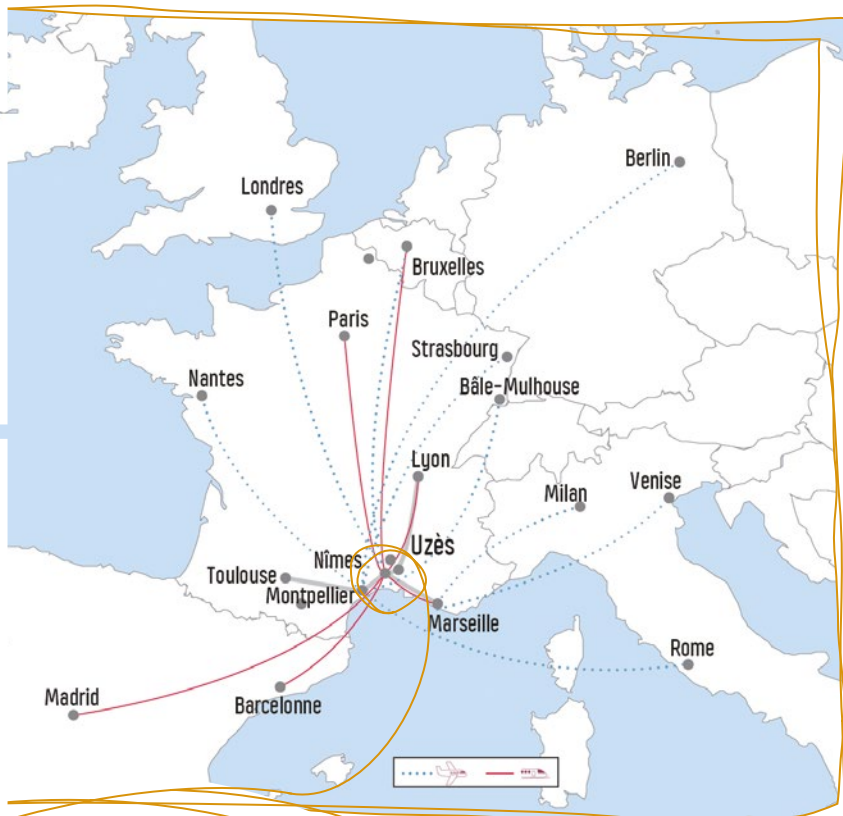 Berlin
Londres
Bruxelles
Paris
Strasbourg
Nantes
Bâle-Mulhouse
Lyon
Venise
Milan
Uzès
Nîmes
Toulouse
Montpellier
Marseille
Rome
Madrid
Barcelonne